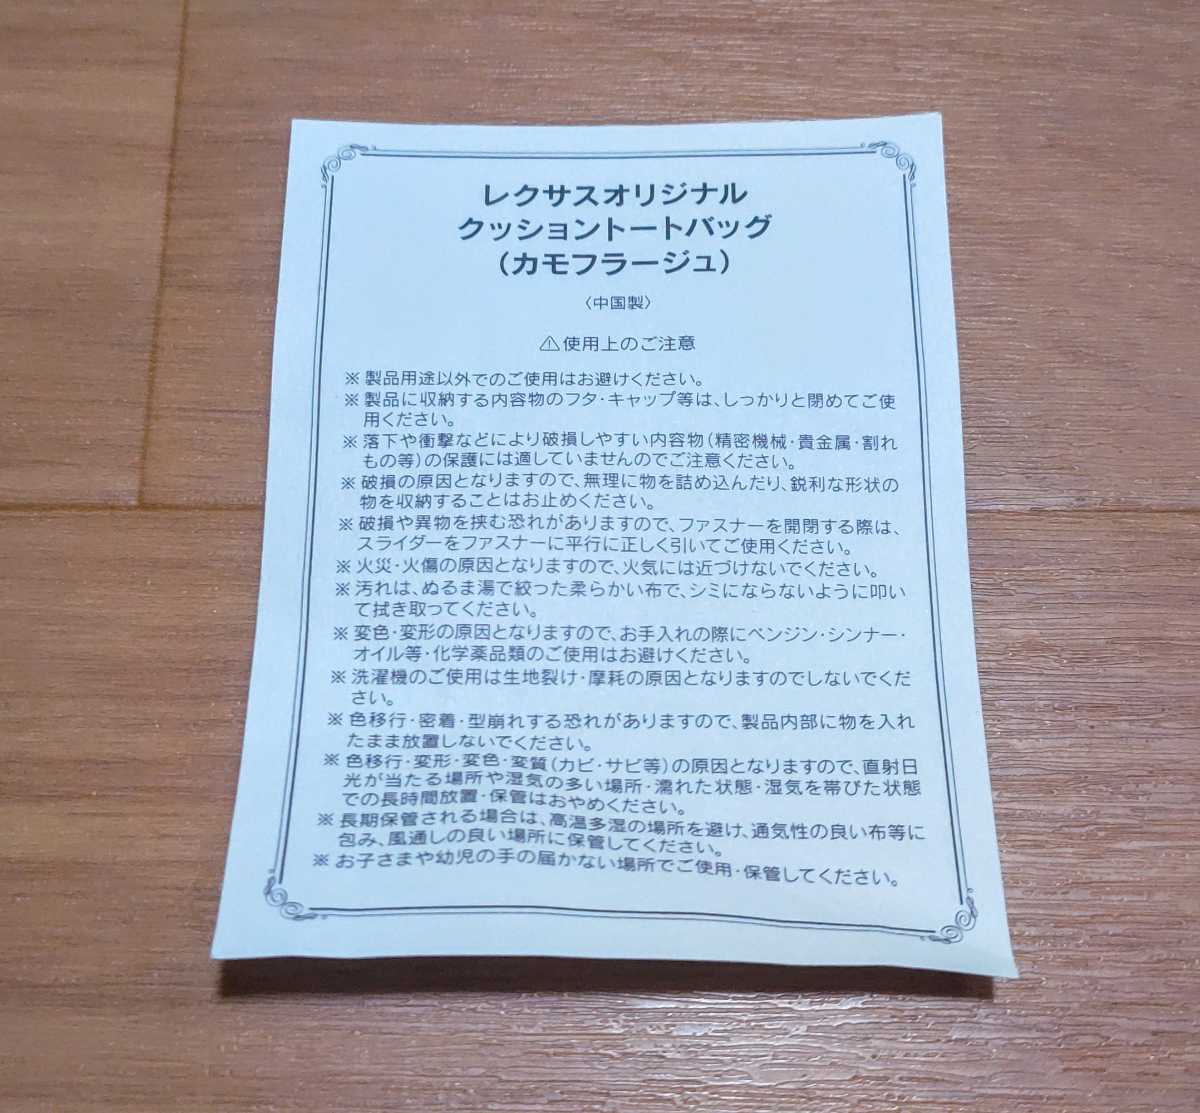 レクサスオリジナル
クッショントートバッグ
(カモフラージュ)
〈中国製〉
⚠使用上のご注意
※ 製品用途以外でのご使用はお避けください。
※ 製品に収納する内容物のフタ・キャップ等は、しっかりと閉めてご使
用ください。
※ 落下や衝撃などにより破損しやすい内容物(精密機械・貴金属・割れ
もの等)の保護には適していませんのでご注意ください。
※ 破損の原因となりますので、無理に物を詰め込んだり、鋭利な形状の
物を収納することはお止めください。
※ 破損や異物を挟む恐れがありますので、ファスナーを開閉する際は、
スライダーをファスナーに平行に正しく引いてご使用ください。
※ 火災・火傷の原因となりますので、火気には近づけないでください。
※ 汚れは、ぬるま湯で絞った柔らかい布で、シミにならないように叩い
て拭き取ってください。
※ 変色・変形の原因となりますので、お手入れの際にベンジン・シンナー・
オイル等・化学薬品類のご使用はお避けください。
※ 洗濯機のご使用は生地裂け・摩耗の原因となりますのでしないでくだ
さい。
※ 色移行・密着・型崩れする恐れがありますので、製品内部に物を入れ
たまま放置しないでください。
※ 色移行・変形・変色・変質(カビ・サビ等)の原因となりますので、直射日
光が当たる場所や湿気の多い場所・濡れた状態・湿気を帯びた状態
での長時間放置・保管はおやめください。
※ 長期保管される場合は、高温多湿の場所を避け、通気性の良い布等に
包み、風通しの良い場所に保管してください。
※ お子さまや幼児の手の届かない場所でご使用・保管してください。